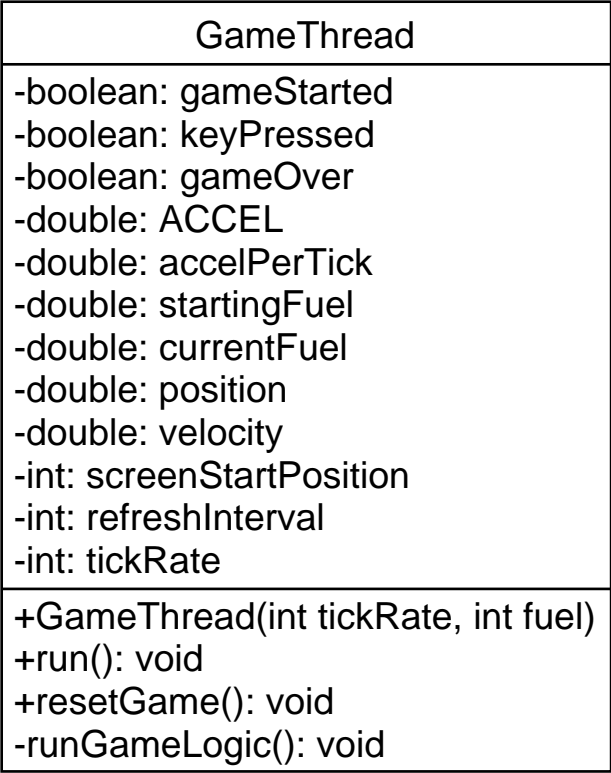 GameThread
-boolean: gameStarted
-boolean: keyPressed
-boolean: gameOver
-double: ACCEL
-double: accelPerTick
-double: startingFuel
-double: currentFuel
-double: position
-double: velocity
-int: screenStartPosition
-int: refreshInterval
-int: tickRate
+GameThread(int tickRate, int fuel)
+run(): void
+resetGame(): void
-runGameLogic(): void